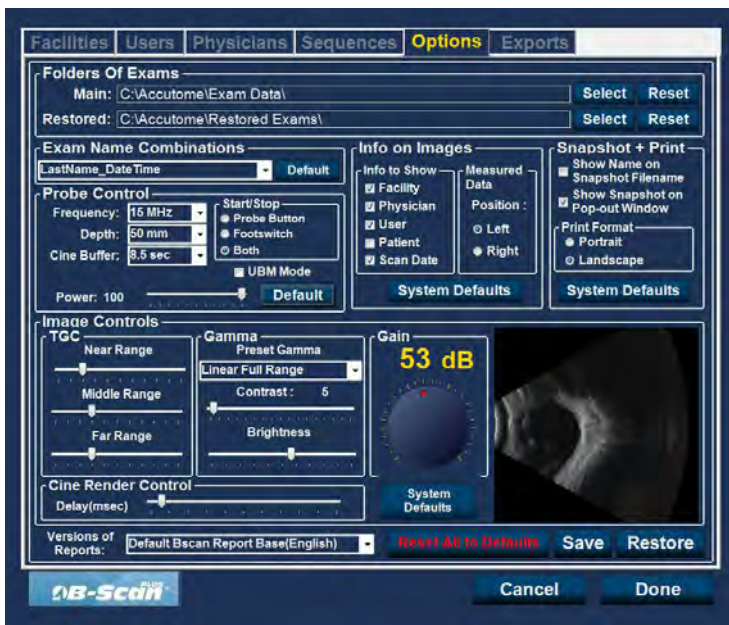 Facilities Users Physicians Sequences Options Exports
Folders Of Exams
Main: C:\Accutome\Exam Data\ Select Reset
Restored: C:\Accutome\Restored Exams\ Select Reset
Exam Name Combinations
LastName_DateTime Default
Probe Control
Frequency: 15 MHz
Depth: 50 mm
Cine Buffer: 8.5 sec
Start/Stop
Probe Button
Footswitch
Both
UBM Mode
Power: 100 Default
Info on Images
Info to Show
Facility
Physician
User
Patient
Scan Date
Measured
Data
Position :
Left
Right
System Defaults
Snapshot + Print
Show Name on
Snapshot Filename
Show Snapshot on
Pop-out Window
Print Format
Portrait
Landscape
System Defaults
Image Controls
TGC
Near Range
Middle Range
Far Range
Gamma
Preset Gamma
Linear Full Range
Contrast : 5
Brightness
Gain
53 dB
System
Defaults
Cine Render Control
Delay(msec)
Versions of
Reports: Default Bscan Report Base(English) Reset All to Defaults Save Restore
B-Scan PLUS Cancel Done